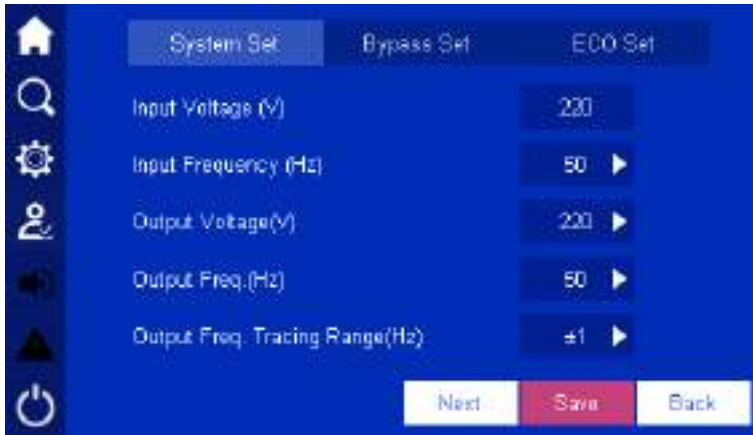 System Set Bypass Set ECO Set
Input Voltage (V) 220
Input Frequency (Hz) 50
Output Voltage(V) 220
Output Freq.(Hz) 50
Output Freq. Tracing Range(Hz) ±1
Next Save Back